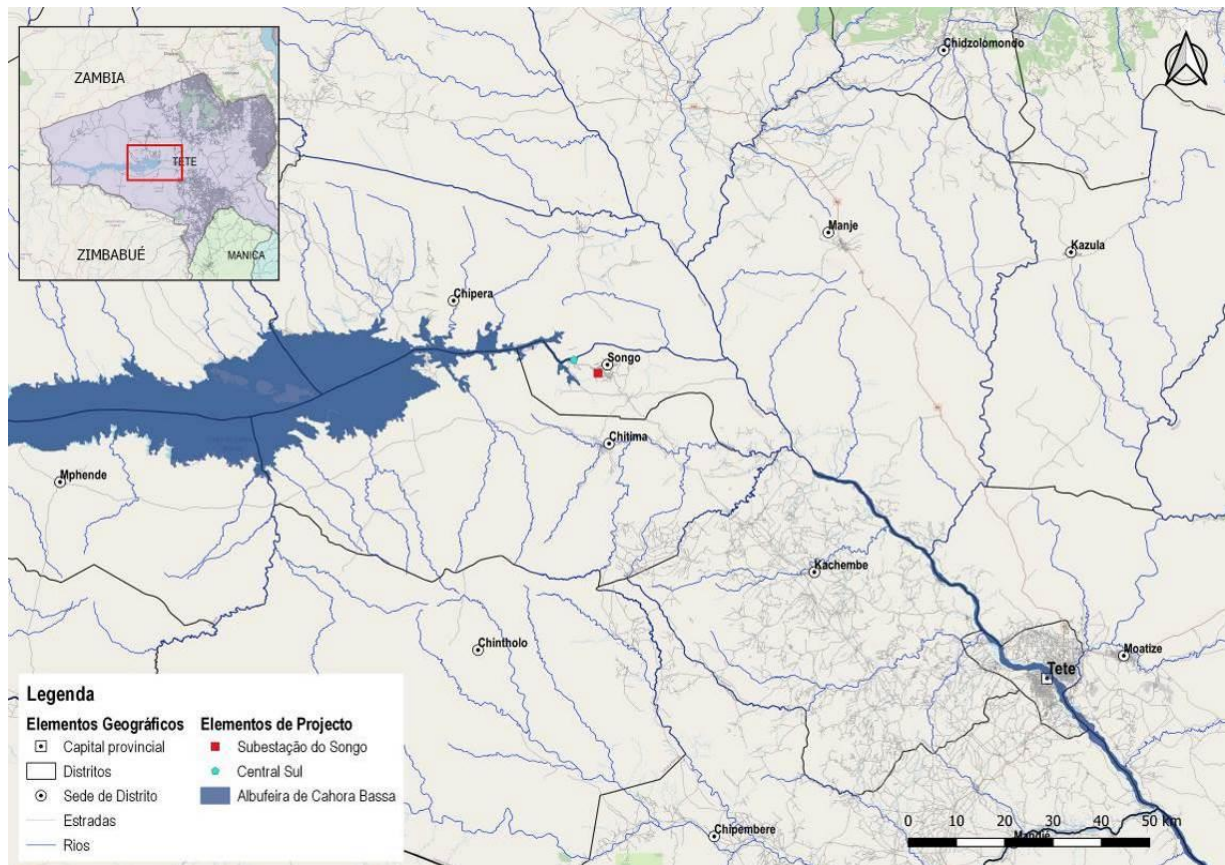 ZAMBIA
TETE
ZIMBABUÉ
MANICA
Chidzolomondo
Manje
Kazula
Chipera
Songo
Chitima
Mphende
Kachembe
Chintholo
Moatize
Tete
Chipembere
Legenda
Elementos Geográficos
Capital provincial
Distritos
Sede de Distrito
Estradas
Rios
Elementos de Projecto
Subestação do Songo
Central Sul
Albufeira de Cahora Bassa
0 10 20 30 40 50 km